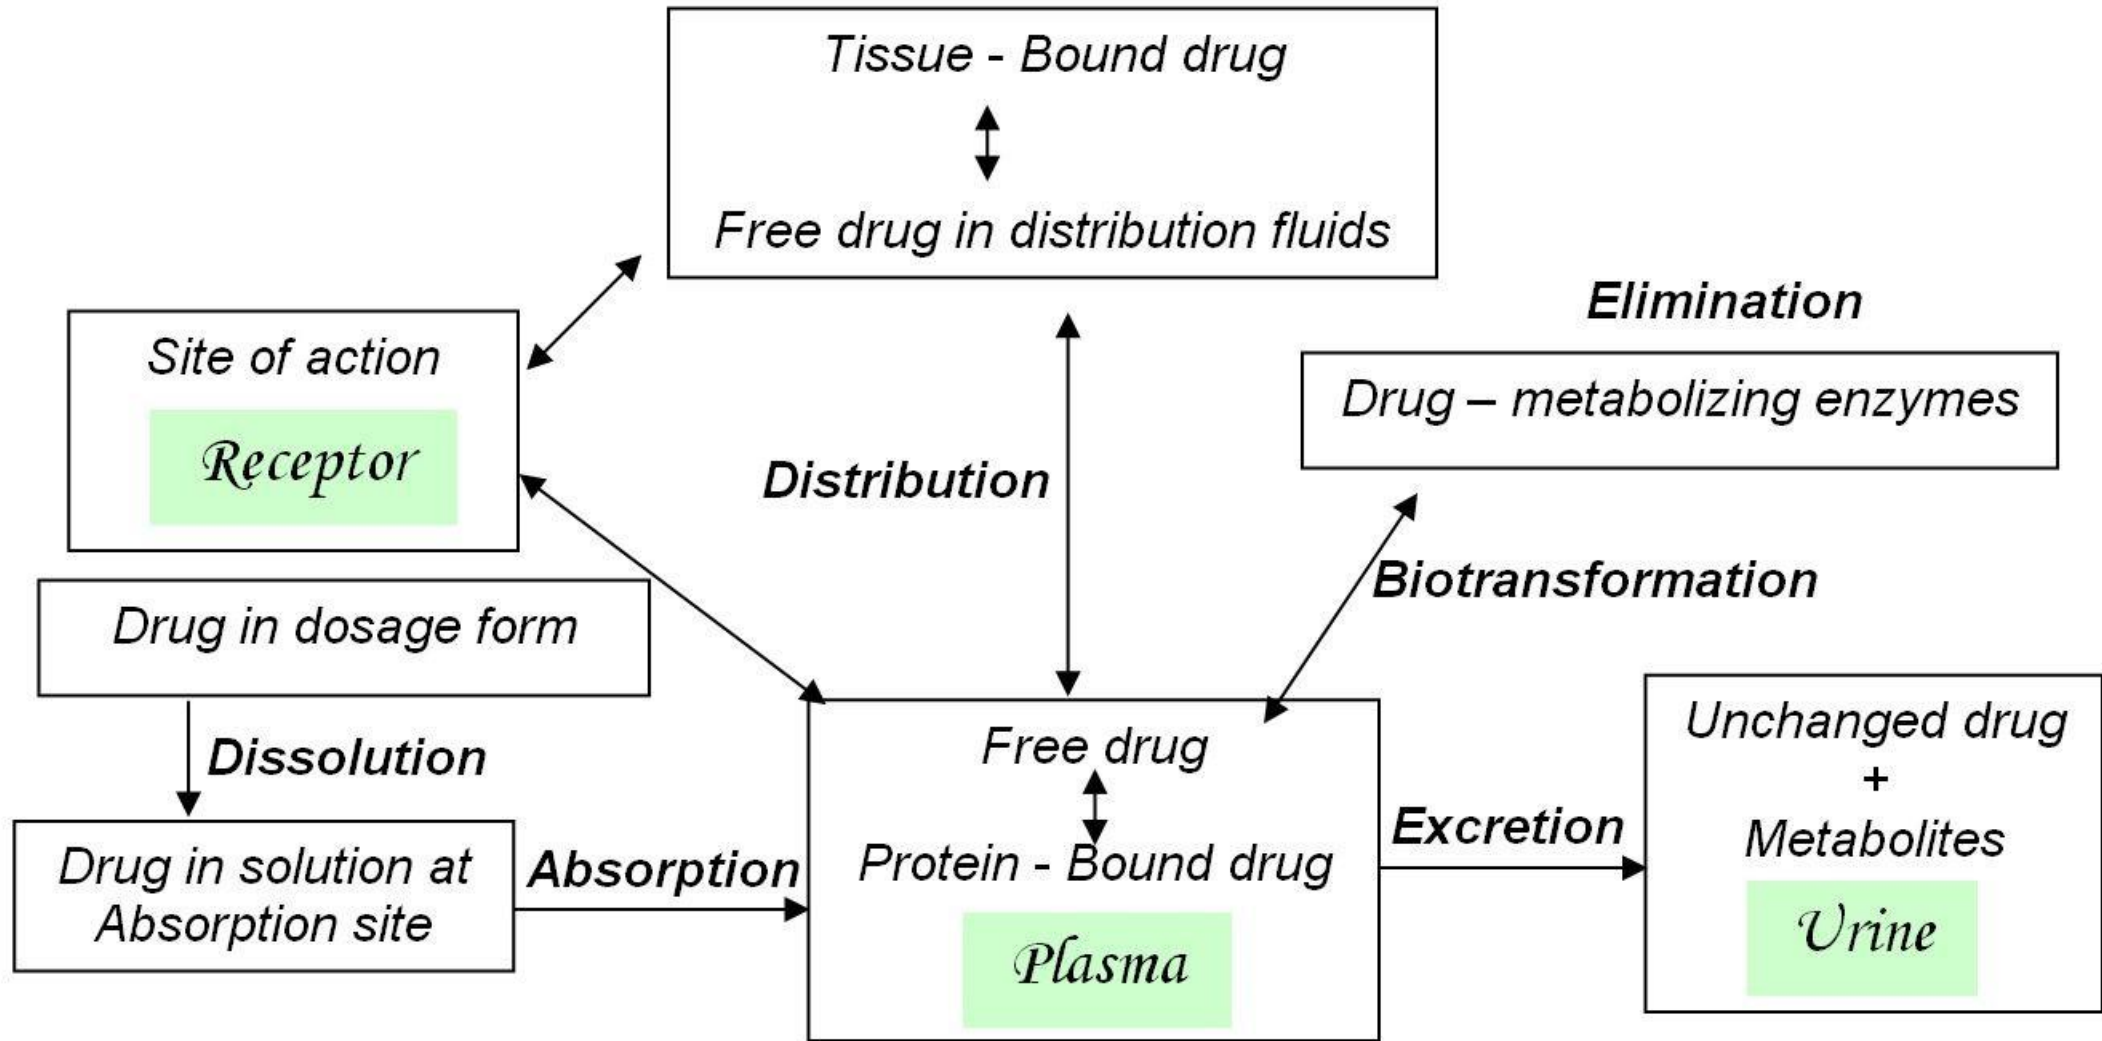 Tissue - Bound drug
Free drug in distribution fluids
Elimination
Site of action
Receptor
Drug – metabolizing enzymes
Distribution
Biotransformation
Drug in dosage form
Dissolution
Free drug
Protein - Bound drug
Plasma
Unchanged drug
+
Metabolites
Urine
Excretion
Drug in solution at
Absorption site
Absorption